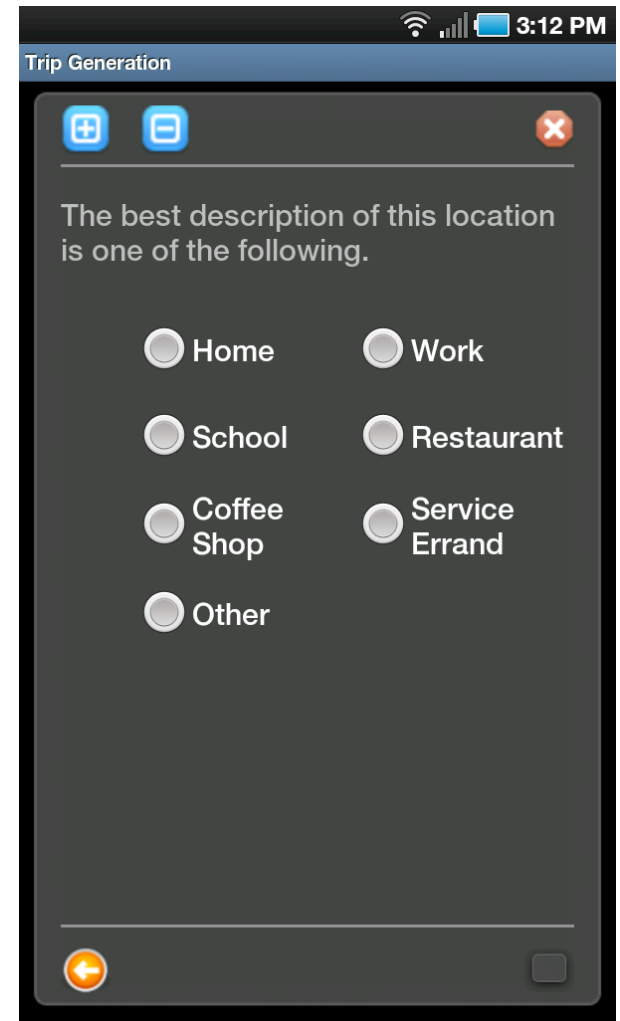 3:12 PM
Trip Generation
The best description of this location
is one of the following.
Home
Work
School
Restaurant
Coffee
Shop
Service
Errand
Other